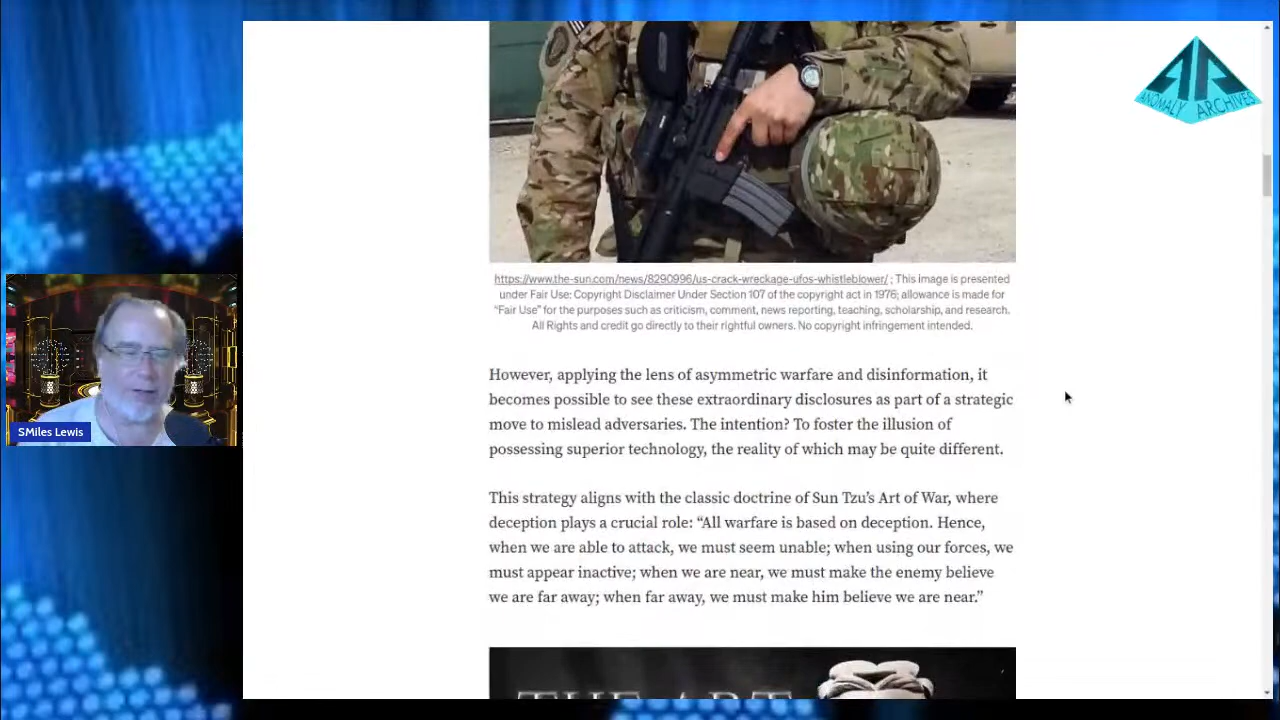 ANOMALY ARCHIVES
https://www.the-sun.com/news/8290996/us-crack-wreckage-ufos-whistleblower/ ; This image is presented
under Fair Use: Copyright Disclaimer Under Section 107 of the copyright act in 1976; allowance is made for
“Fair Use” for the purposes such as criticism, comment, news reporting, teaching, scholarship, and research.
All Rights and credit go directly to their rightful owners. No copyright infringement intended.
However, applying the lens of asymmetric warfare and disinformation, it
becomes possible to see these extraordinary disclosures as part of a strategic
move to mislead adversaries. The intention? To foster the illusion of
possessing superior technology, the reality of which may be quite different.
SMiles Lewis
This strategy aligns with the classic doctrine of Sun Tzu’s Art of War, where
deception plays a crucial role: “All warfare is based on deception. Hence,
when we are able to attack, we must seem unable; when using our forces, we
must appear inactive; when we are near, we must make the enemy believe
we are far away; when far away, we must make him believe we are near.”
THE ART